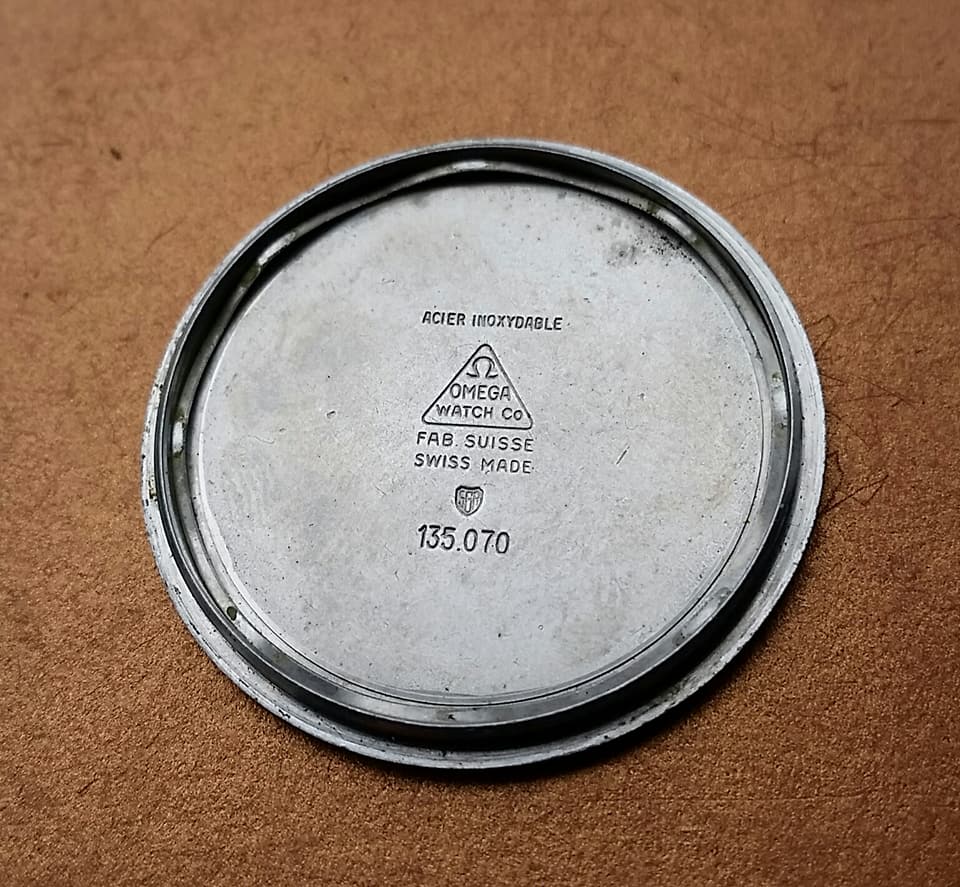 ACIER INOXYDABLE
Ω
OMEGA
WATCH Co
FAB. SUISSE
SWISS MADE
135.070